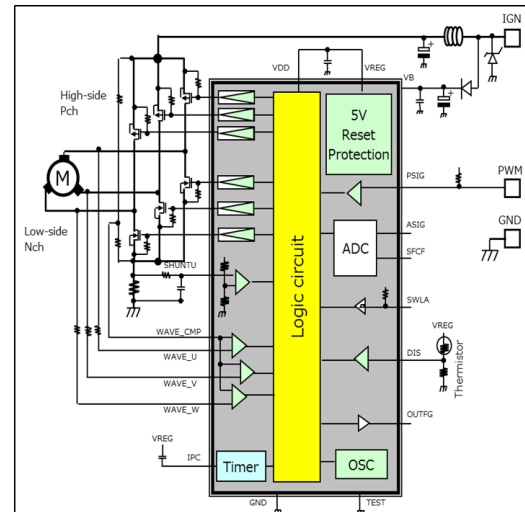 IGN
VDD
VREG
VB
High-side
Pch
5V
Reset
Protection
PSIG
PWM
M
Logic circuit
ADC
ASIG
SFCF
GND
Low-side
Nch
SHUNTU
SWLA
VREG
WAVE_CMP
DIS
Thermistor
WAVE_U
WAVE_V
WAVE_W
OUTFG
VREG
IPC
Timer
OSC
GND
TEST